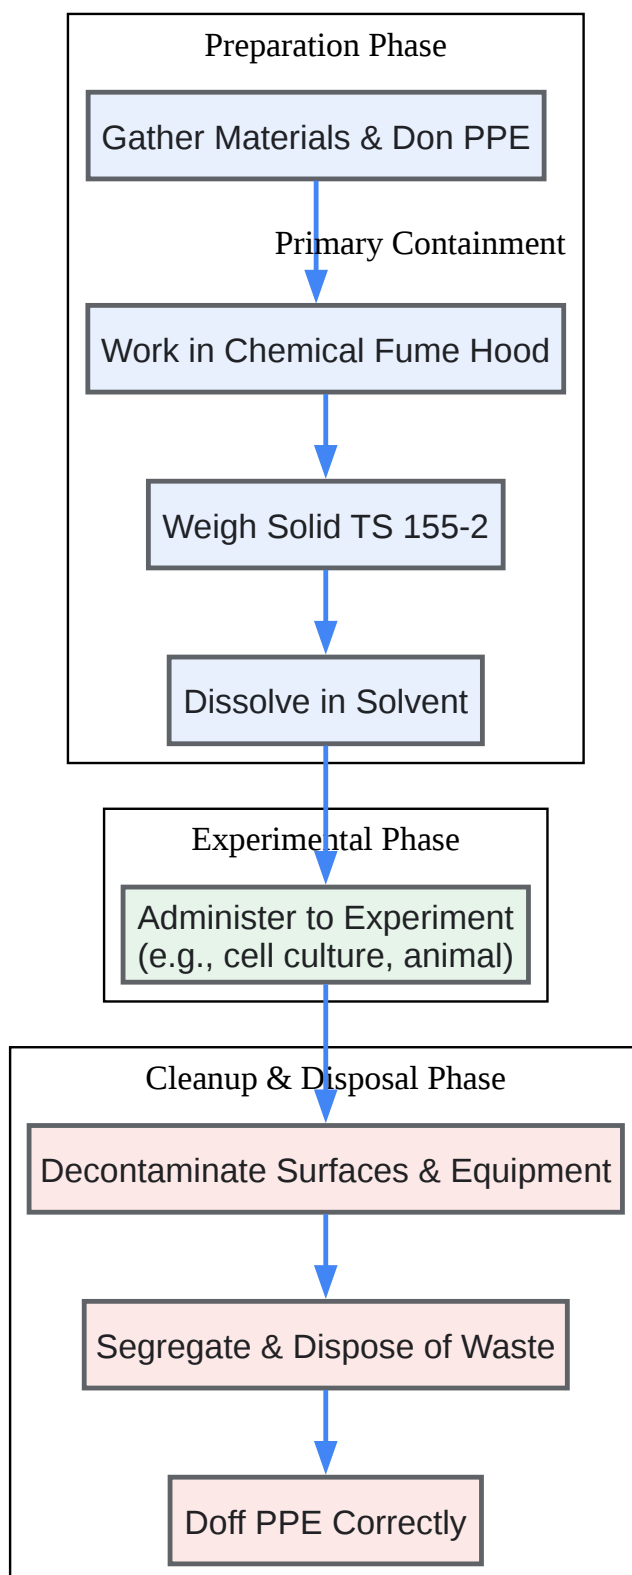 Preparation Phase
Gather Materials & Don PPE
Primary Containment
Work in Chemical Fume Hood
Weigh Solid TS 155-2
Dissolve in Solvent
Experimental Phase
Administer to Experiment
(e.g., cell culture, animal)
Cleanup & Disposal Phase
Decontaminate Surfaces & Equipment
Segregate & Dispose of Waste
Doff PPE Correctly